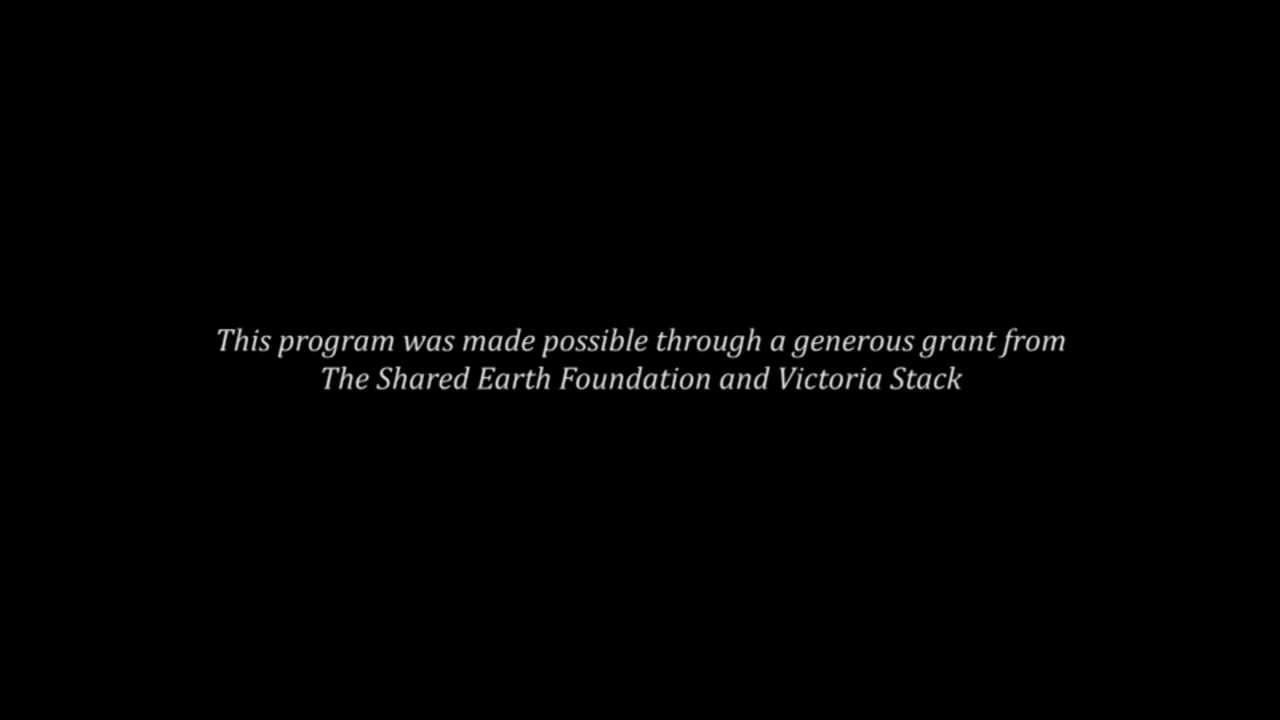 This program was made possible through a generous grant from
The Shared Earth Foundation and Victoria Stack